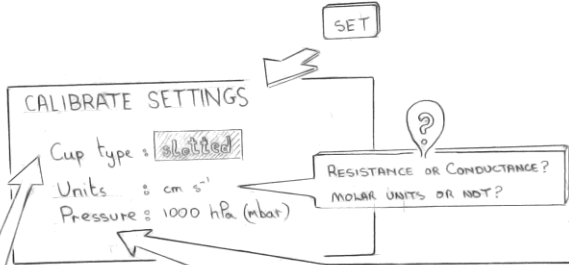 SET
CALIBRATE SETTINGS
Cup type : slotted
Units : cm s⁻¹
Pressure : 1000 hPa (mbar)
?
RESISTANCE OR CONDUCTANCE?
MOLAR UNITS OR NOT?